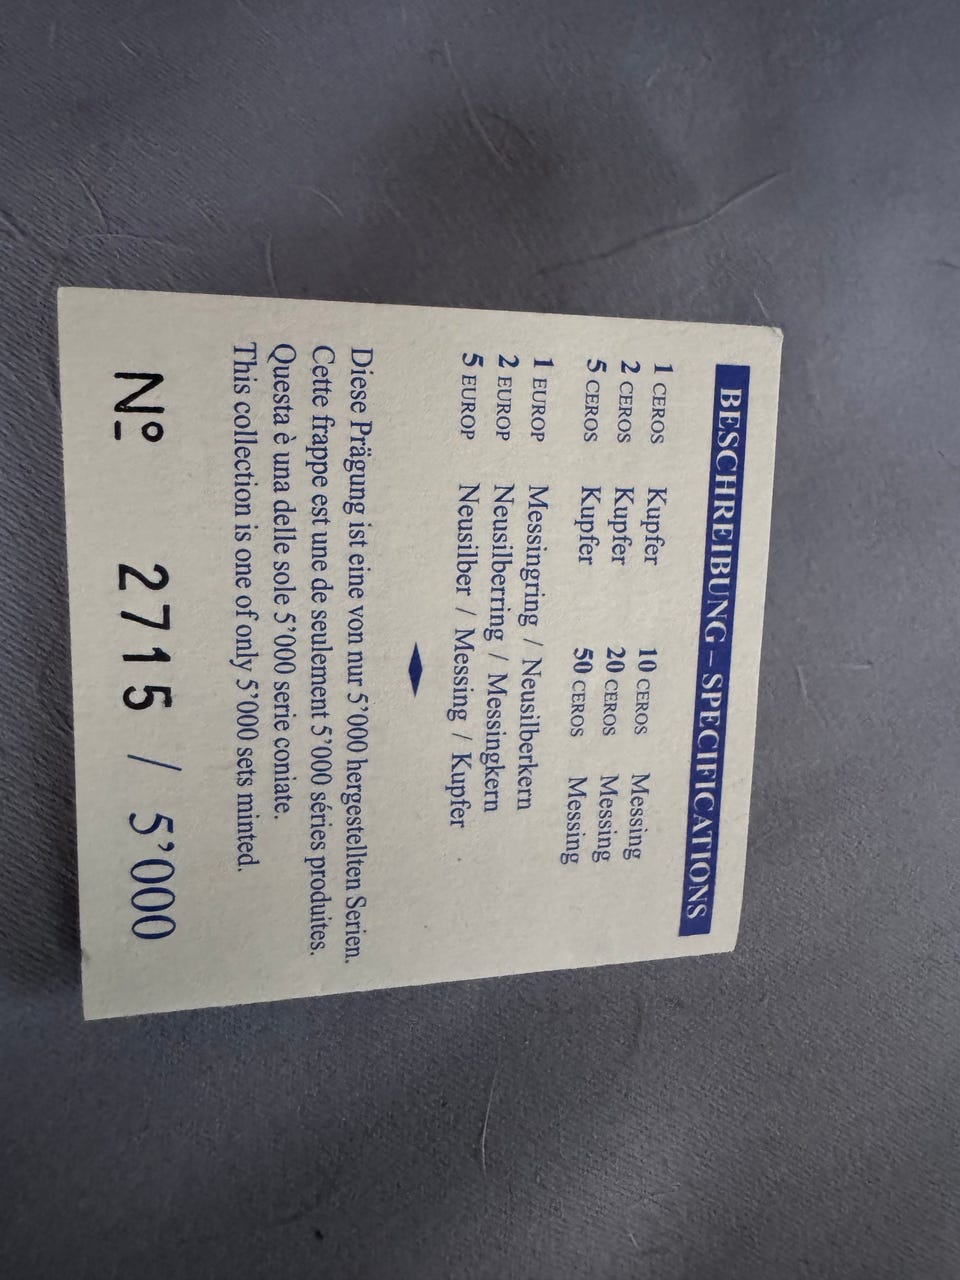 BESCHREIBUNG – SPECIFICATIONS
1 CEROS Kupfer 10 CEROS Messing
2 CEROS Kupfer 20 CEROS Messing
5 CEROS Kupfer 50 CEROS Messing
1 EUROP Messingring / Neusilberkern
2 EUROP Neusilberring / Messingkern
5 EUROP Neusilber / Messing / Kupfer
Diese Prägung ist eine von nur 5’000 hergestellten Serien.
Cette frappe est une de seulement 5’000 séries produites.
Questa è una delle sole 5’000 serie coniate.
This collection is one of only 5’000 sets minted.
Nº 2715 / 5’000